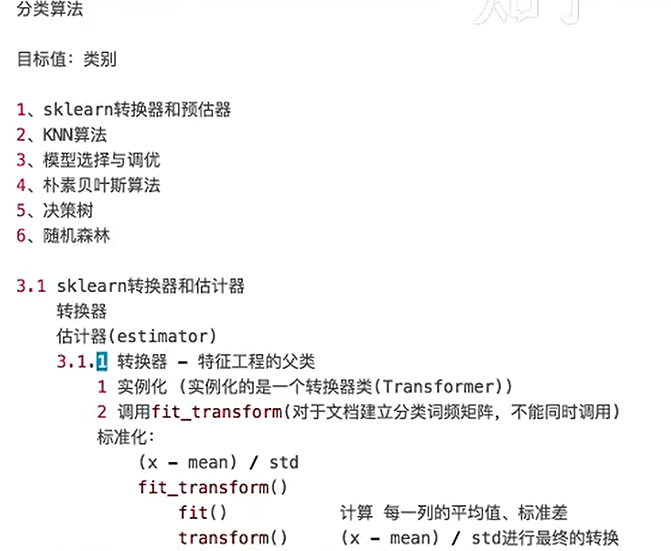 分类算法
目标值：类别
1、sklearn转换器和预估器
2、KNN算法
3、模型选择与调优
4、朴素贝叶斯算法
5、决策树
6、随机森林
3.1 sklearn转换器和估计器
转换器
估计器(estimator)
3.1.1 转换器 - 特征工程的父类
1 实例化 (实例化的是一个转换器类(Transformer))
2 调用fit_transform(对于文档建立分类词频矩阵，不能同时调用)
标准化：
(x - mean) / std
fit_transform()
fit() 计算 每一列的平均值、标准差
transform() (x - mean) / std进行最终的转换